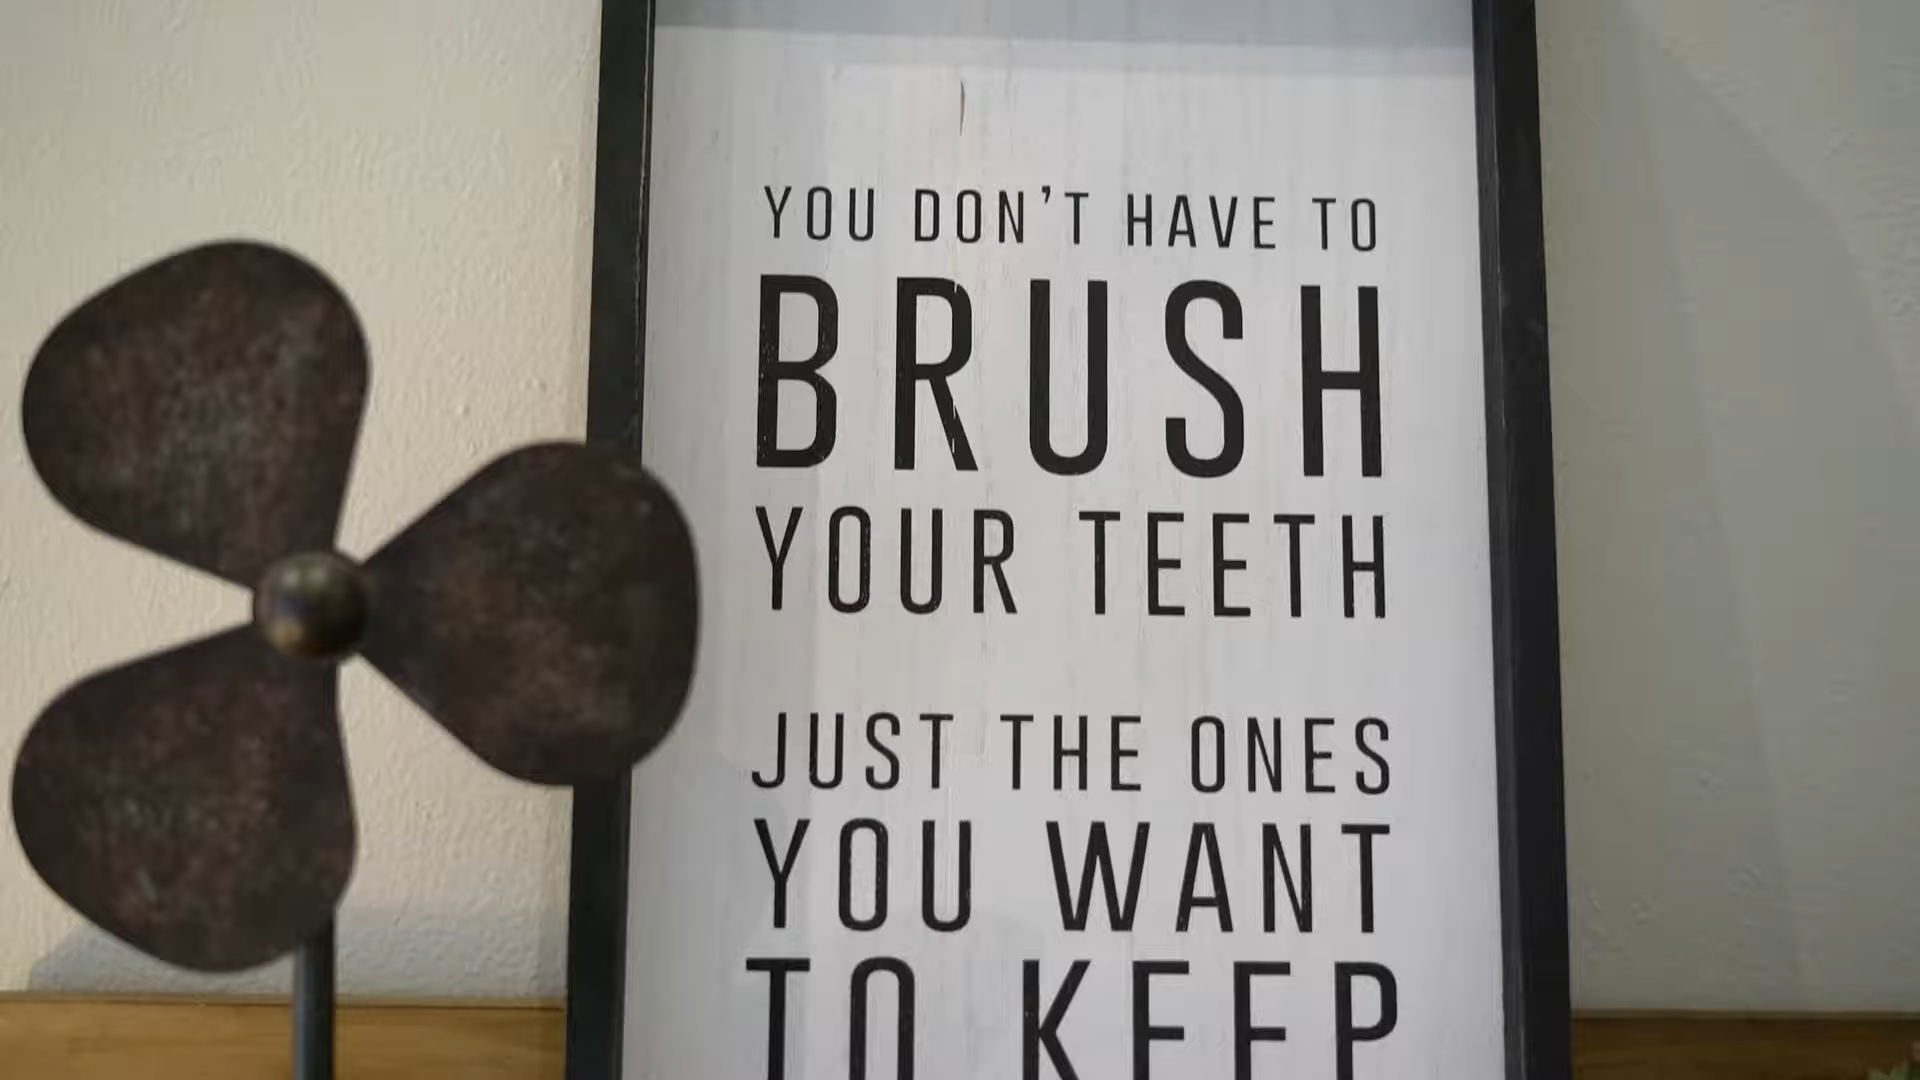 YOU DON'T HAVE TO
BRUSH
YOUR TEETH
JUST THE ONES
YOU WANT
TO KEEP